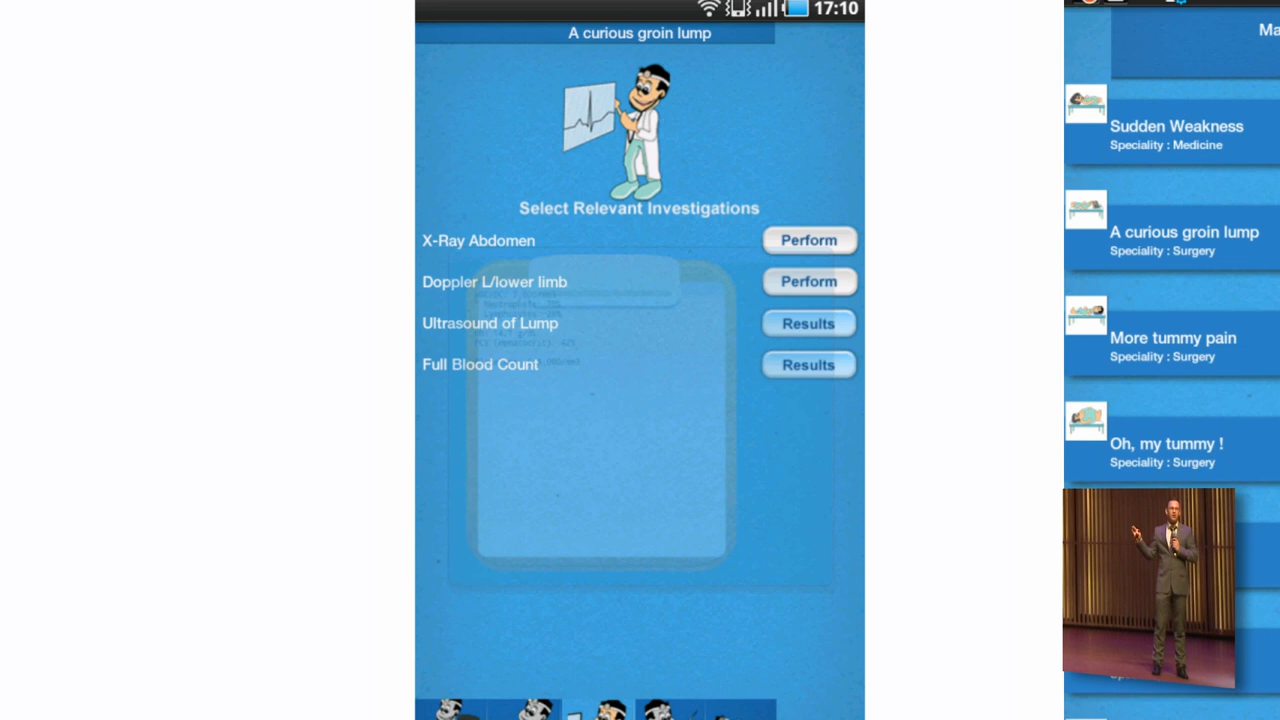 17:10
A curious groin lump
Select Relevant Investigations
X-Ray Abdomen
Perform
Doppler L/lower limb
Perform
Ultrasound of Lump
Results
Full Blood Count
Results
Sudden Weakness
Speciality : Medicine
A curious groin lump
Speciality : Surgery
More tummy pain
Speciality : Surgery
Oh, my tummy !
Speciality : Surgery